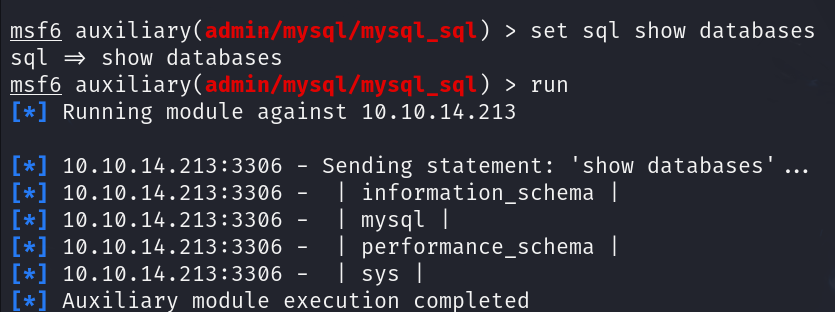 msf6 auxiliary(admin/mysql/mysql_sql) > set sql show databases
sql => show databases
msf6 auxiliary(admin/mysql/mysql_sql) > run
[*] Running module against 10.10.14.213
[*] 10.10.14.213:3306 - Sending statement: 'show databases'...
[*] 10.10.14.213:3306 -  | information_schema |
[*] 10.10.14.213:3306 -  | mysql |
[*] 10.10.14.213:3306 -  | performance_schema |
[*] 10.10.14.213:3306 -  | sys |
[*] Auxiliary module execution completed